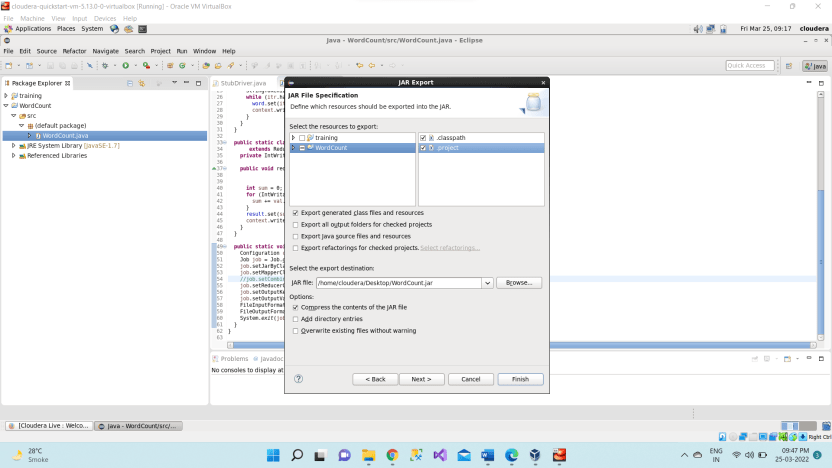 cloudera-quickstart-vm-5.13.0-0-virtualbox [Running] - Oracle VM VirtualBox
File Machine View Input Devices Help
Applications Places System
Fri Mar 25, 09:17 cloudera
Java - WordCount/src/WordCount.java - Eclipse
File Edit Source Refactor Navigate Search Project Run Window Help
Quick Access
Java
Package Explorer
training
WordCount
src
(default package)
WordCount.java
JRE System Library [JavaSE-1.7]
Referenced Libraries
StubDriver.java
26 while (itr.ha
27 word.set(
28 context.wri
29 }
30 }
31 }
32
33 public static cla
34 extends Redu
35 private IntWrit
36
37 public void red
38
39
40 int sum = 0;
41 for (IntWrita
42 sum += val.
43 }
44 result.set(su
45 context.write
46 }
47 }
48
49 public static voi
50 Configuration c
51 Job job = Job.g
52 job.setJarByCla
53 job.setMapperCl
54 //job.setCombin
55 job.setReducerC
56 job.setOutputKe
57 job.setOutputVa
58 FileInputFormat
59 FileOutputForma
60 System.exit(job
61 }
62 }
63
Problems
Javadoc
No consoles to display at
JAR Export
JAR File Specification
Define which resources should be exported into the JAR.
Select the resources to export:
training
WordCount
.classpath
.project
Export generated class files and resources
Export all output folders for checked projects
Export Java source files and resources
Export refactorings for checked projects. Select refactorings...
Select the export destination:
JAR file: /home/cloudera/Desktop/WordCount.jar Browse...
Options:
Compress the contents of the JAR file
Add directory entries
Overwrite existing files without warning
? < Back Next > Cancel Finish
[Cloudera Live : Welco...
Java - WordCount/src/...
Right Ctrl
28°C
Smoke
ENG
IN
09:47 PM
25-03-2022